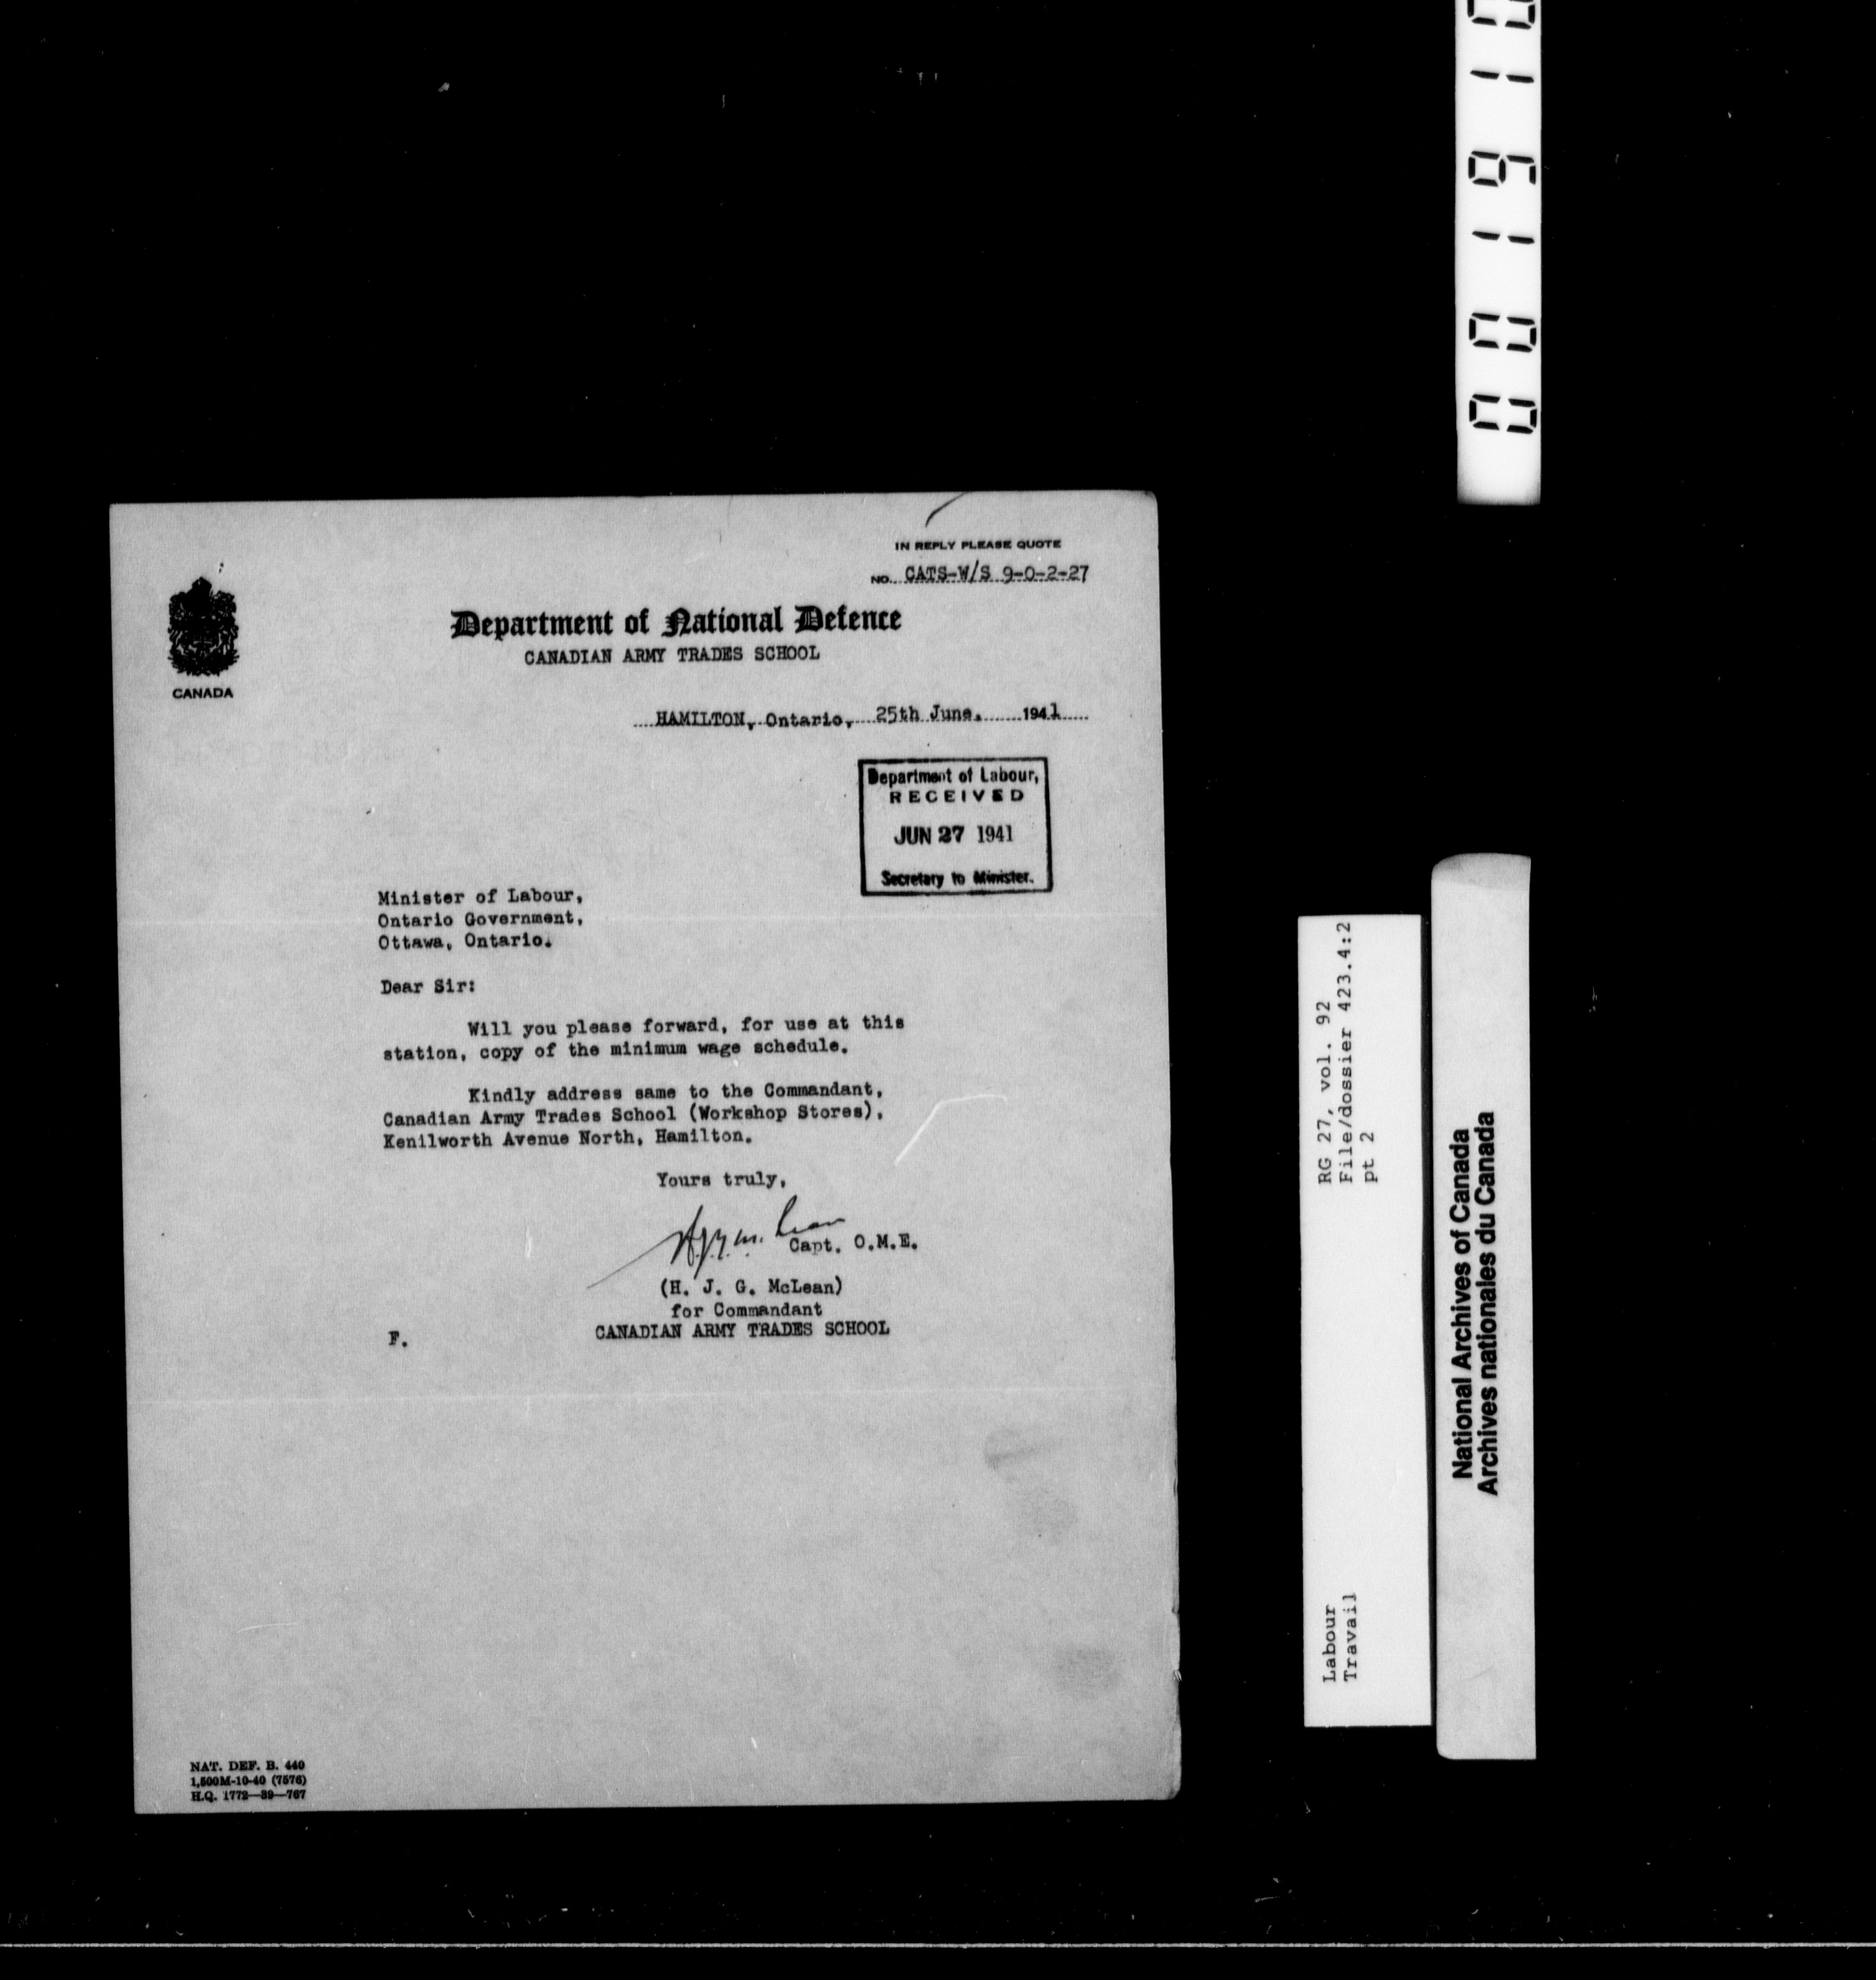 IN REPLY PLEASE QUOTE
NO. CATS-W/S 9-0-2-27
Department of National Defence
CANADIAN ARMY TRADES SCHOOL
CANADA
HAMILTON, Ontario, 25th June, 1941
Department of Labour,
RECEIVED
JUN 27 1941
Secretary to Minister.
Minister of Labour,
Ontario Government,
Ottawa, Ontario.
Dear Sir:
Will you please forward, for use at this
station, copy of the minimum wage schedule.
Kindly address same to the Commandant,
Canadian Army Trades School (Workshop Stores),
Kenilworth Avenue North, Hamilton.
Yours truly,
Capt. O.M.E.
(H. J. G. McLean)
for Commandant
CANADIAN ARMY TRADES SCHOOL
F.
NAT. DEF. B. 440
1,500M-10-40 (7576)
H.Q. 1772-39-767
RG 27, vol. 92
File/dossier 423.4:2
pt 2
Labour
Travail
National Archives of Canada
Archives nationales du Canada